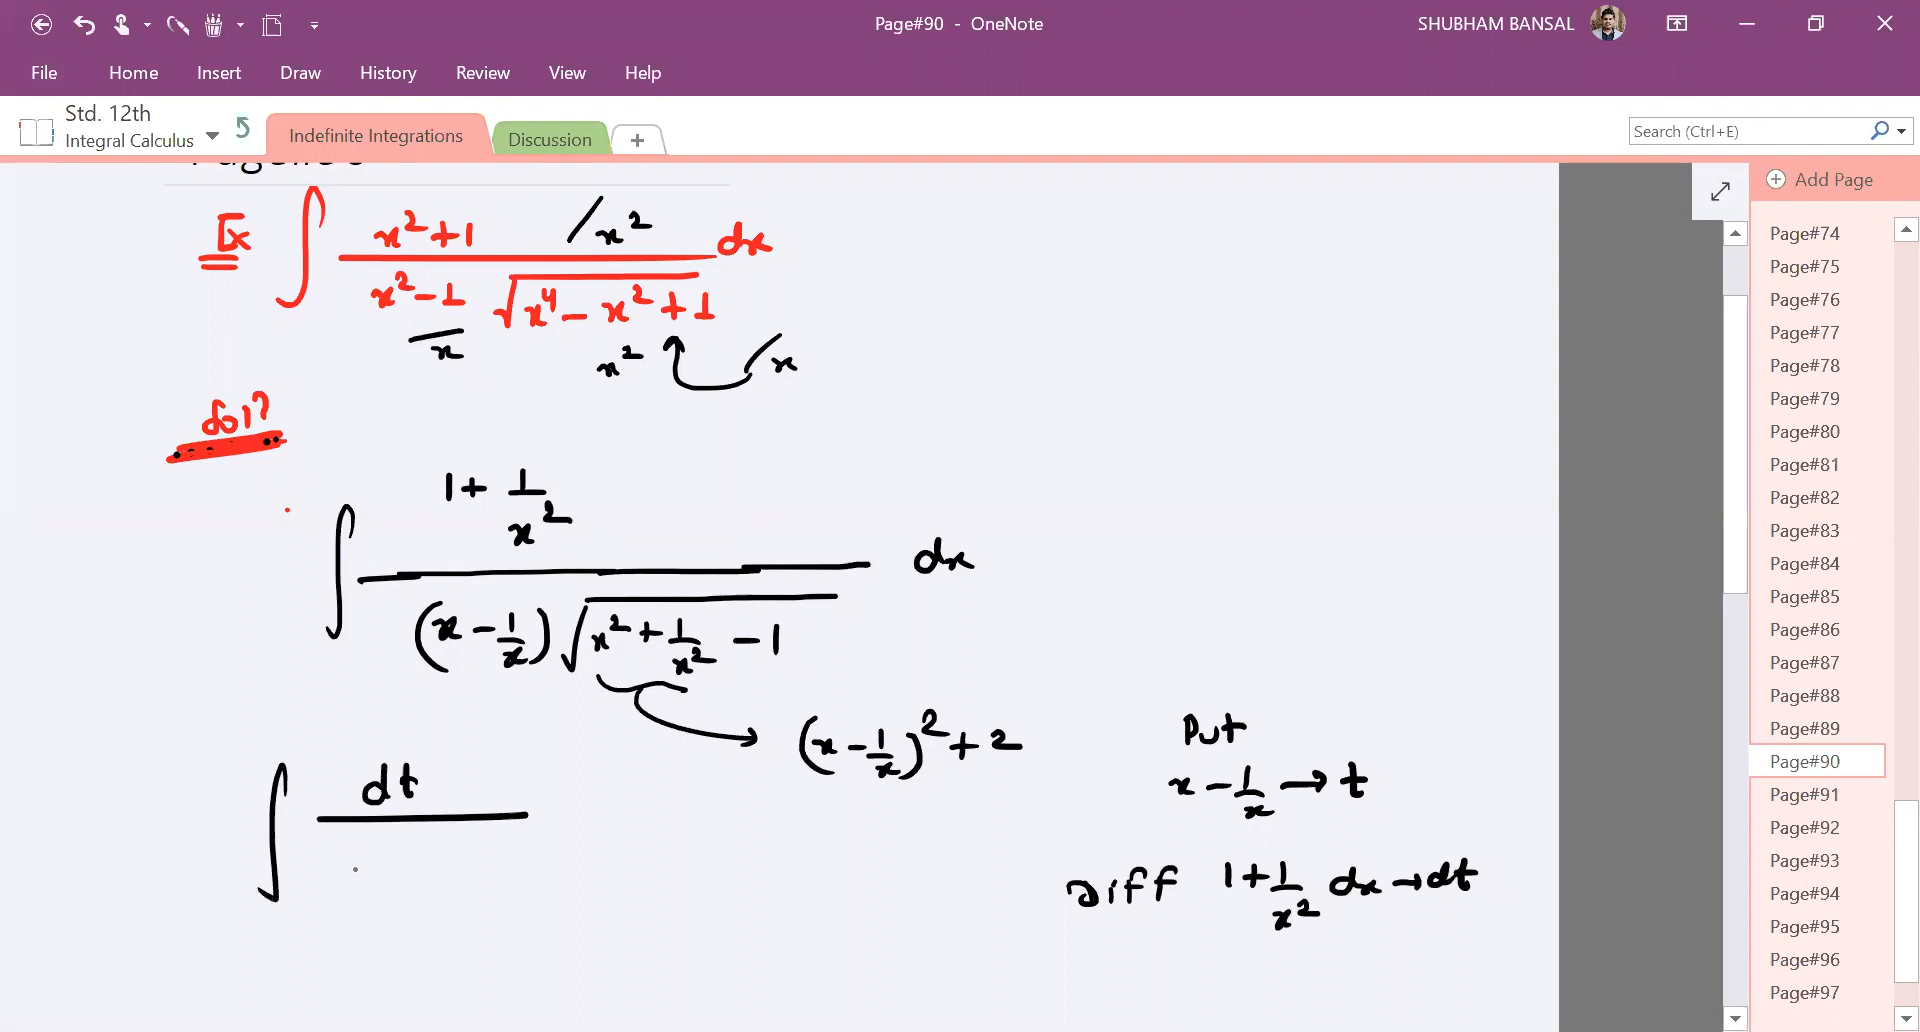 Page#90 - OneNote
SHUBHAM BANSAL
File Home Insert Draw History Review View Help
Std. 12th
Integral Calculus
Indefinite Integrations
Discussion
Search (Ctrl+E)
Add Page
Page#74
Page#75
Page#76
Page#77
Page#78
Page#79
Page#80
Page#81
Page#82
Page#83
Page#84
Page#85
Page#86
Page#87
Page#88
Page#89
Page#90
Page#91
Page#92
Page#93
Page#94
Page#95
Page#96
Page#97
Ex ∫ x²+1 /x² dx
x²-1 √x⁴-x²+1
x x² /x
Solⁿ
∫ 1+ 1/x² dx
(x-1/x) √x²+1/x² -1
(x-1/x)²+2
Put
x-1/x → t
∫ dt
Diff 1+1/x² dx→dt